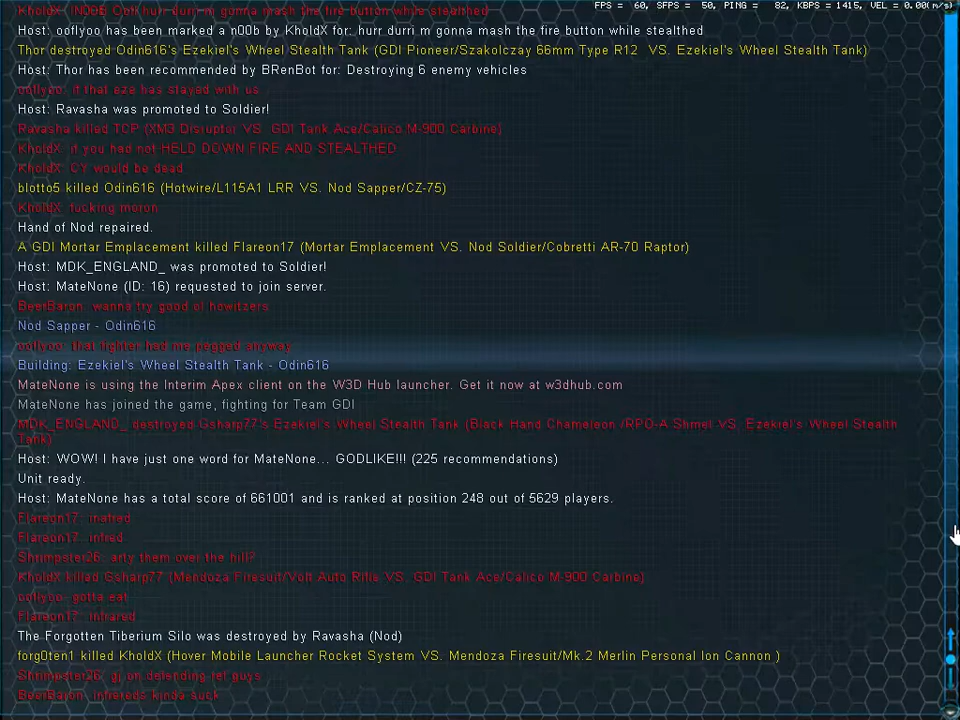 FPS = 60, SFPS = 50, PING = 82, KBPS = 1415, VEL = 0.00(m/s)
Host: ooflyoo has been marked a n00b by KholdX for: hurr durri m gonna mash the fire button while stealthed
Thor destroyed Odin616's Ezekiel's Wheel Stealth Tank (GDI Pioneer/Szakolczay 66mm Type R12 VS. Ezekiel's Wheel Stealth Tank)
Host: Thor has been recommended by BRenBot for: Destroying 6 enemy vehicles
ooflyoo: if that eze has stayed with us
Host: Ravasha was promoted to Soldier!
Ravasha killed TCP (XM3 Disruptor VS. GDI Tank Ace/Calico M-900 Carbine)
KholdX: if you had not HELD DOWN FIRE AND STEALTHED
KholdX: CY would be dead
blotto5 killed Odin616 (Hotwire/L115A1 LRR VS. Nod Sapper/CZ-75)
KholdX: fucking moron
Hand of Nod repaired.
A GDI Mortar Emplacement killed Flareon17 (Mortar Emplacement VS. Nod Soldier/Cobretti AR-70 Raptor)
Host: MDK_ENGLAND_ was promoted to Soldier!
Host: MateNone (ID: 16) requested to join server.
BeerBaron: wanna try good ol howitzers
Nod Sapper - Odin616
ooflyoo: that fighter had me pegged anyway
Building: Ezekiel's Wheel Stealth Tank - Odin616
MateNone is using the Interim Apex client on the W3D Hub launcher. Get it now at w3dhub.com
MateNone has joined the game, fighting for Team GDI
MDK_ENGLAND_ destroyed Gsharp77's Ezekiel's Wheel Stealth Tank (Black Hand Chameleon /RPO-A Shmel VS. Ezekiel's Wheel Stealth
Tank)
Host: WOW! I have just one word for MateNone... GODLIKE!!! (225 recommendations)
Unit ready.
Host: MateNone has a total score of 661001 and is ranked at position 248 out of 5629 players.
Flareon17: inafred
Flareon17: infred
Shrimpster26: arty them over the hill?
KholdX killed Gsharp77 (Mendoza Firesuit/Volt Auto Rifle VS. GDI Tank Ace/Calico M-900 Carbine)
ooflyoo: gotta eat
Flareon17: infrared
The Forgotten Tiberium Silo was destroyed by Ravasha (Nod)
forg0ten1 killed KholdX (Hover Mobile Launcher Rocket System VS. Mendoza Firesuit/Mk.2 Merlin Personal Ion Cannon )
Shrimpster26: gj on defending ref guys
BeerBaron: infrereds kinda suck